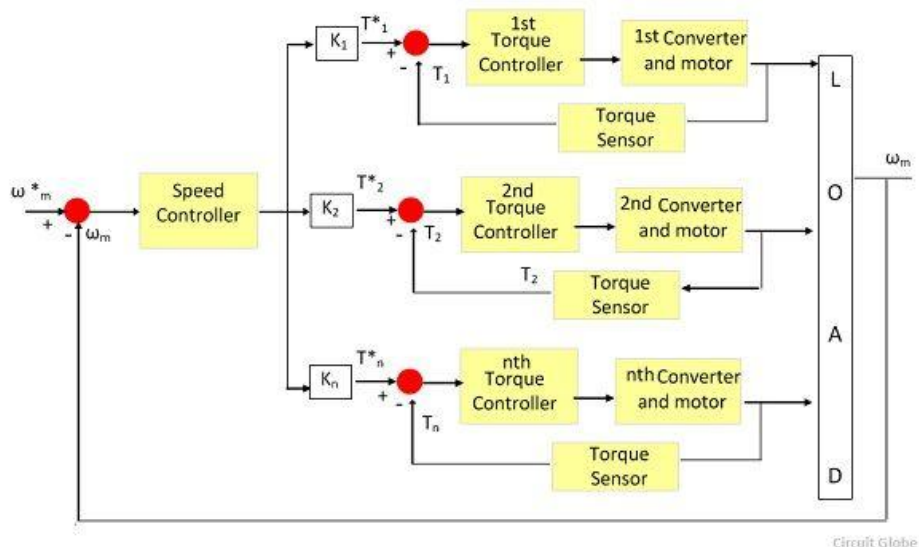 K1
T*1
+
-
T1
1st
Torque
Controller
1st Converter
and motor
Torque
Sensor
ω*m
+
-
ωm
Speed
Controller
K2
T*2
+
-
T2
2nd
Torque
Controller
2nd Converter
and motor
T2
Torque
Sensor
Kn
T*n
+
-
Tn
nth
Torque
Controller
nth Converter
and motor
Torque
Sensor
L
O
A
D
ωm
Circuit Globe